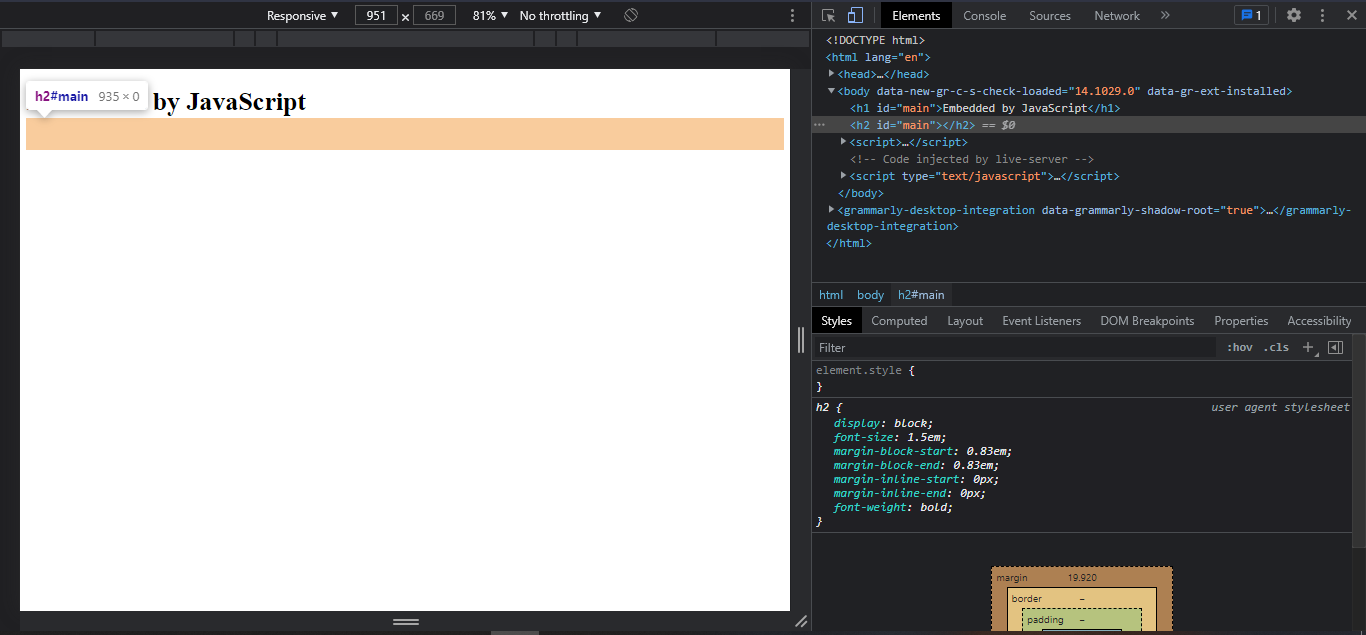 Responsive ▼ 951 × 669 81% ▼ No throttling ▼
h2#main 935 × 0
by JavaScript
Elements Console Sources Network » 1
<!DOCTYPE html>
<html lang="en">
<head>…</head>
<body data-new-gr-c-s-check-loaded="14.1029.0" data-gr-ext-installed>
<h1 id="main">Embedded by JavaScript</h1>
<h2 id="main"></h2> == $0
<script>…</script>
<!-- Code injected by live-server -->
<script type="text/javascript">…</script>
</body>
<grammarly-desktop-integration data-grammarly-shadow-root="true">…</grammarly-
desktop-integration>
</html>
html body h2#main
Styles Computed Layout Event Listeners DOM Breakpoints Properties Accessibility
Filter :hov .cls +
element.style {
}
h2 { user agent stylesheet
display: block;
font-size: 1.5em;
margin-block-start: 0.83em;
margin-block-end: 0.83em;
margin-inline-start: 0px;
margin-inline-end: 0px;
font-weight: bold;
}
margin 19.920
border –
padding –